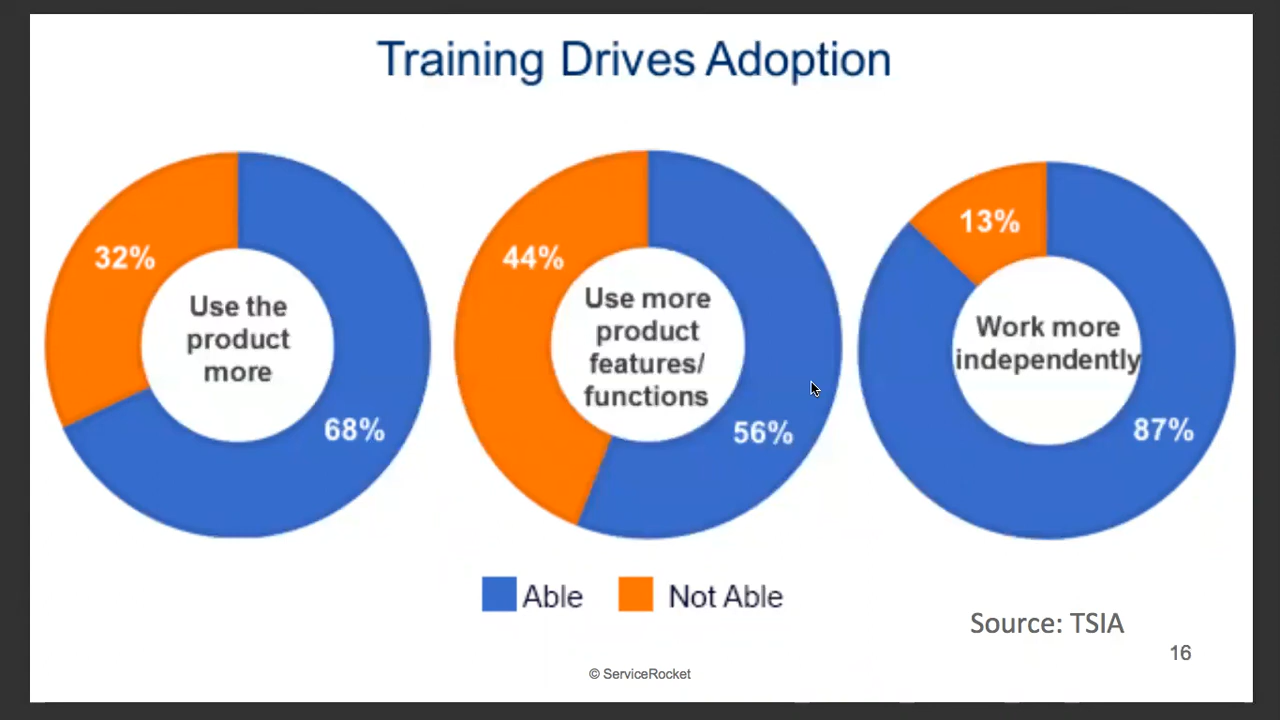 Training Drives Adoption
32%
Use the
product
more
68%
44%
Use more
product
features/
functions
56%
13%
Work more
independently
87%
Able
Not Able
Source: TSIA
16
© ServiceRocket